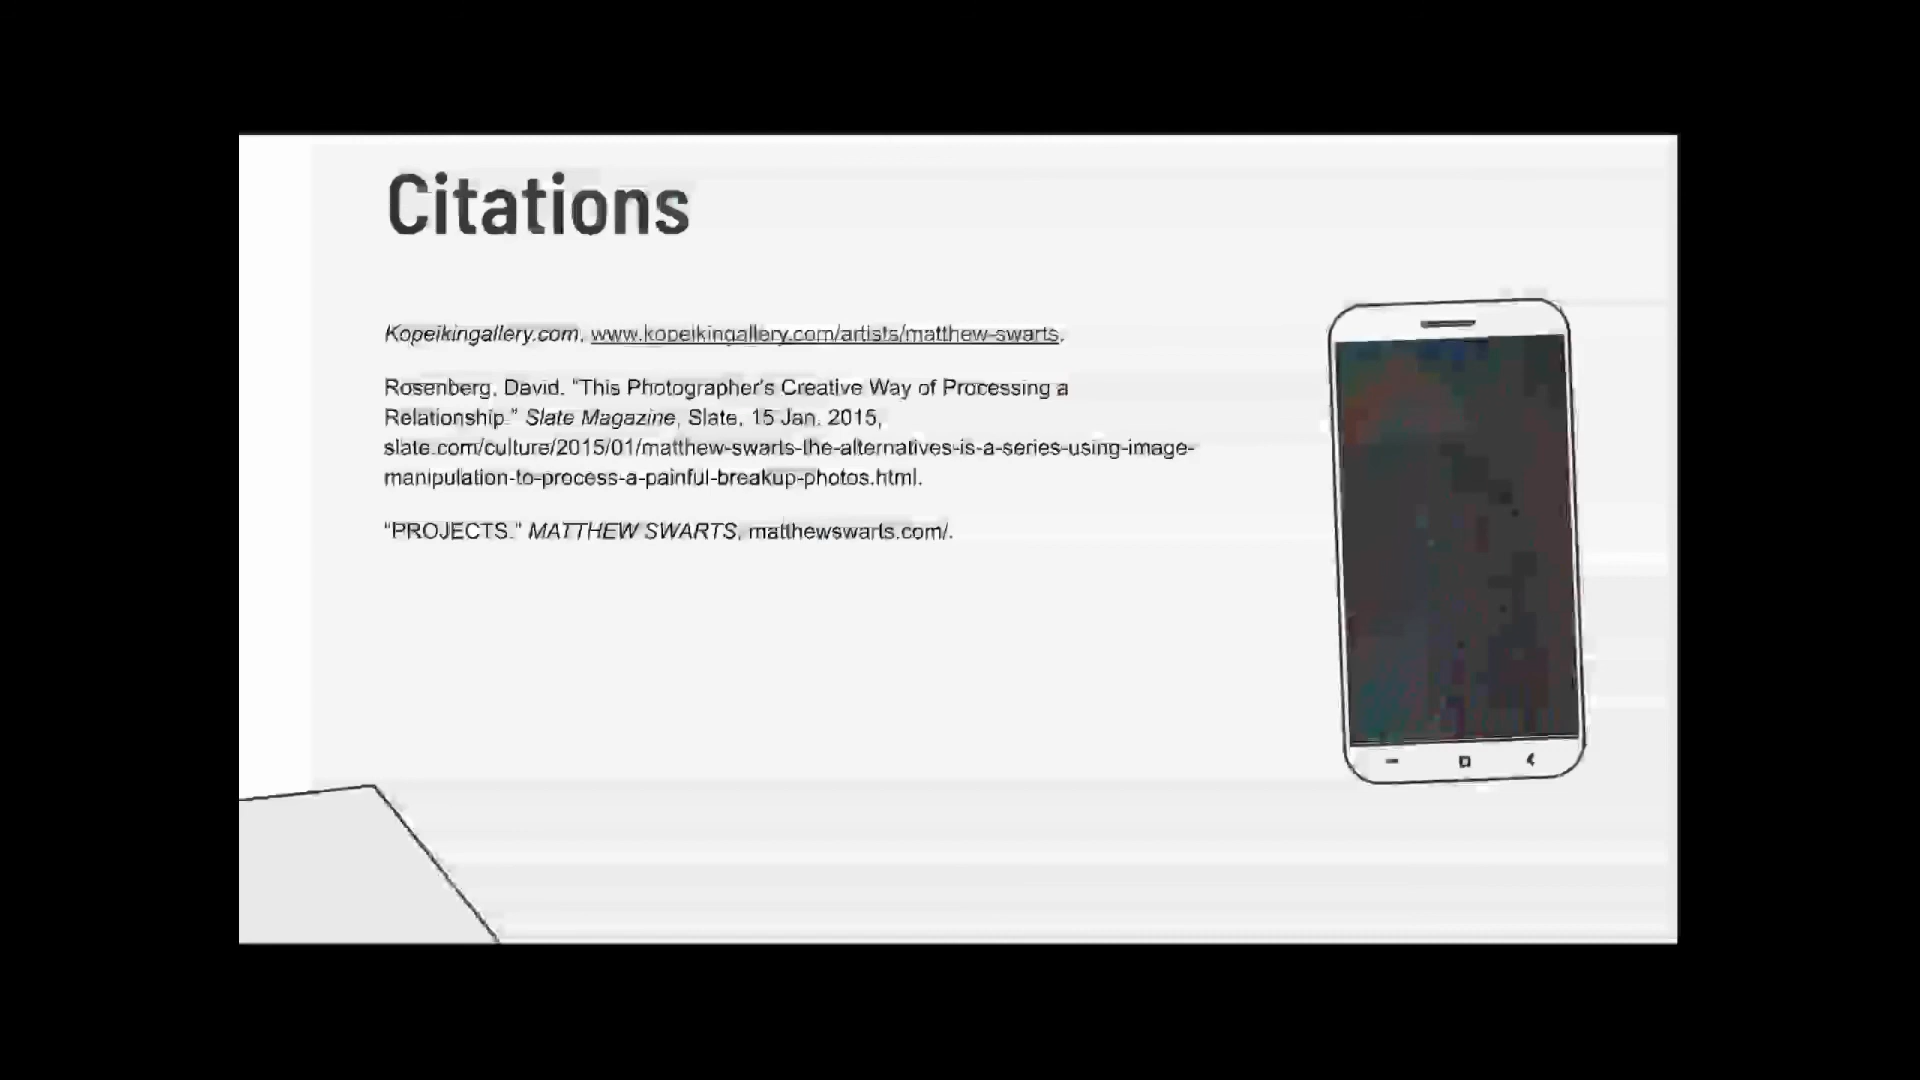 Citations
Kopeikingallery.com, www.kopeikingallery.com/artists/matthew-swarts.
Rosenberg, David. “This Photographer's Creative Way of Processing a
Relationship.” Slate Magazine, Slate, 15 Jan. 2015,
slate.com/culture/2015/01/matthew-swarts-the-alternatives-is-a-series-using-image-
manipulation-to-process-a-painful-breakup-photos.html.
“PROJECTS.” MATTHEW SWARTS, matthewswarts.com/.